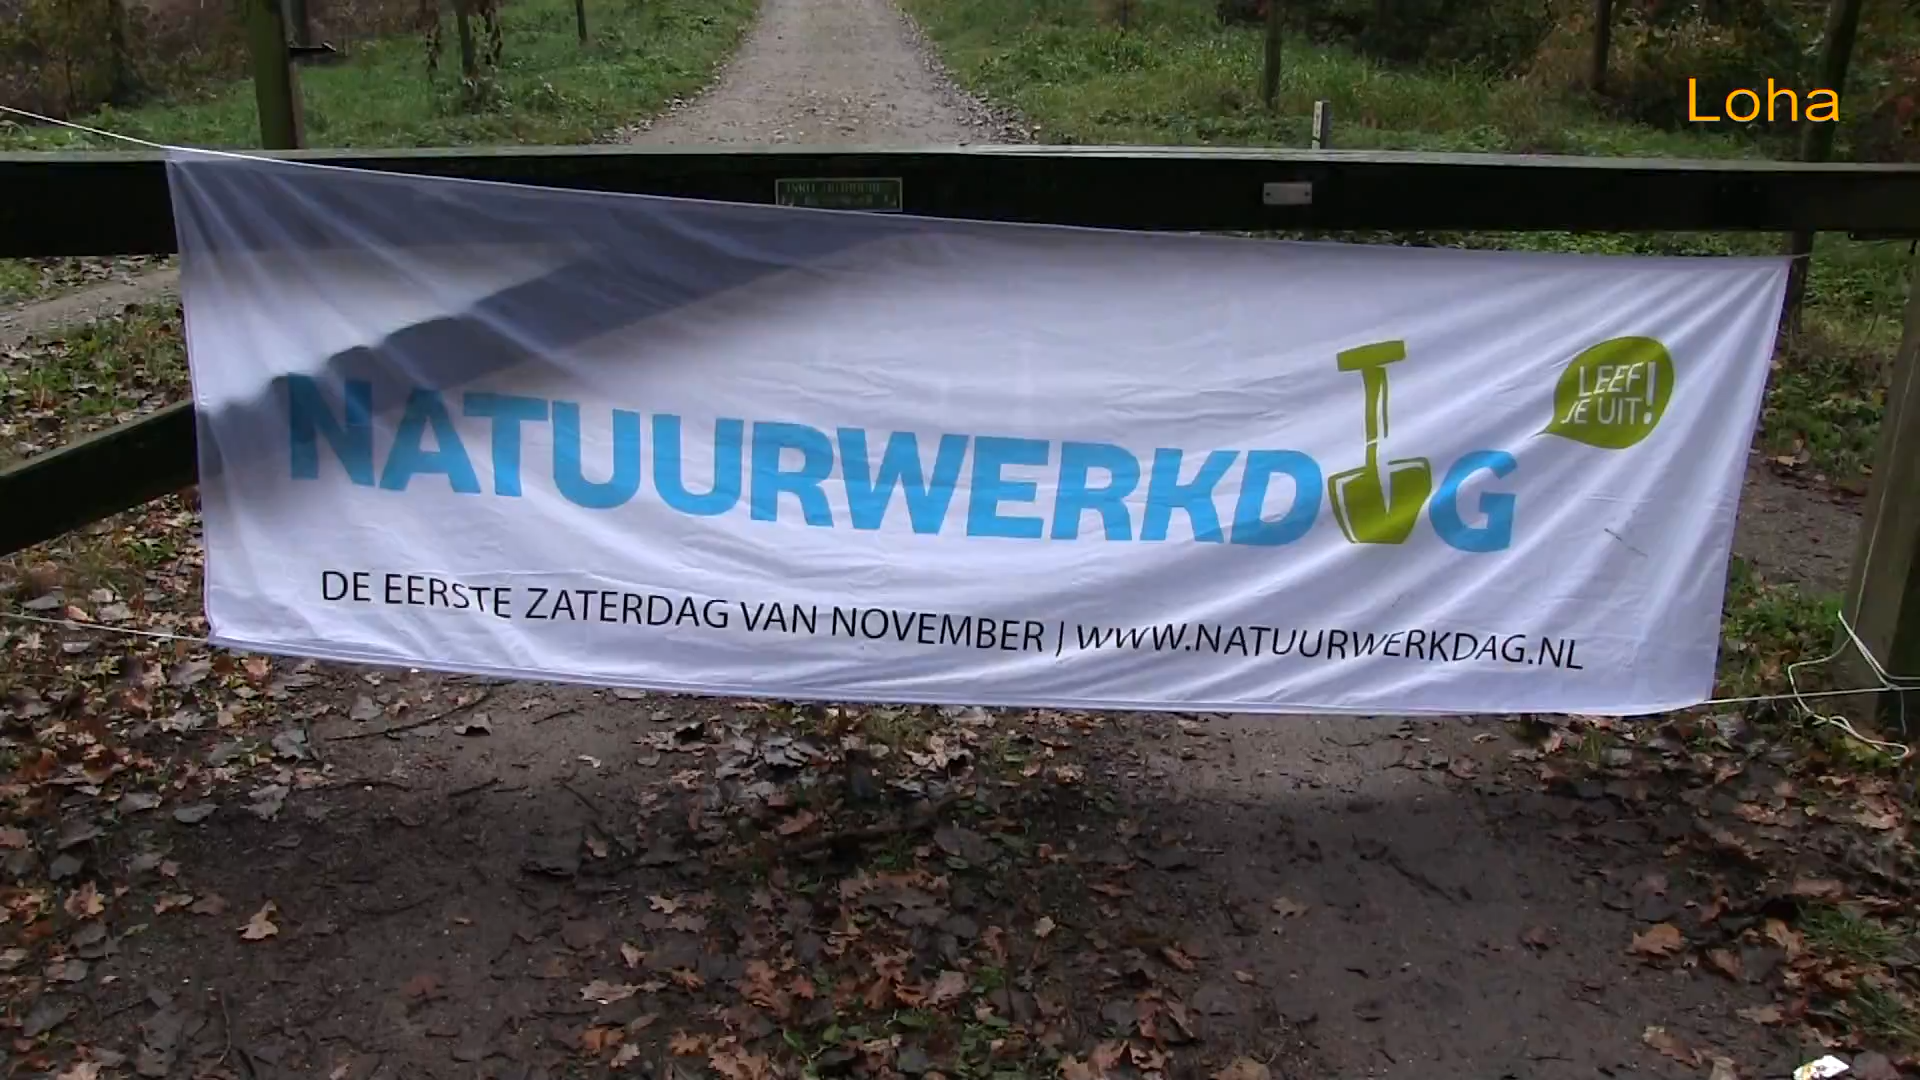 Loha
NATUURWERKDAG
LEEF
JE UIT!
DE EERSTE ZATERDAG VAN NOVEMBER | WWW.NATUURWERKDAG.NL